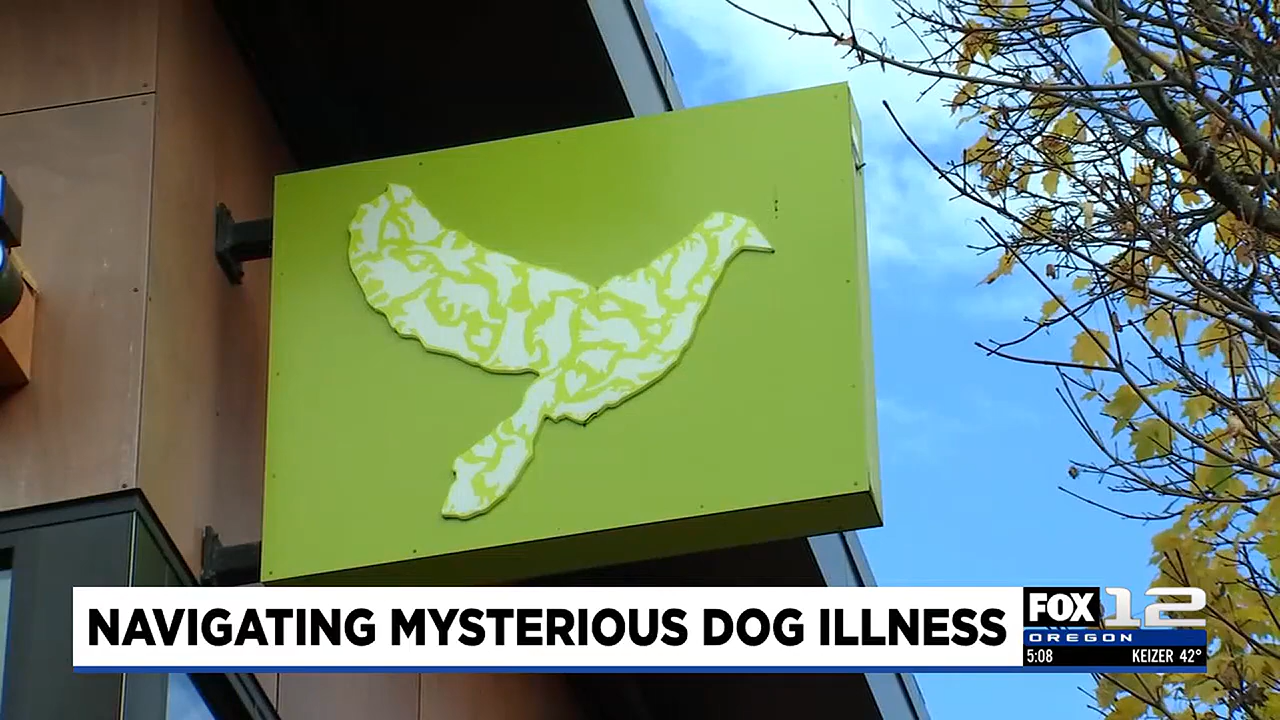 NAVIGATING MYSTERIOUS DOG ILLNESS
FOX 12
OREGON
5:08 KEIZER 42°